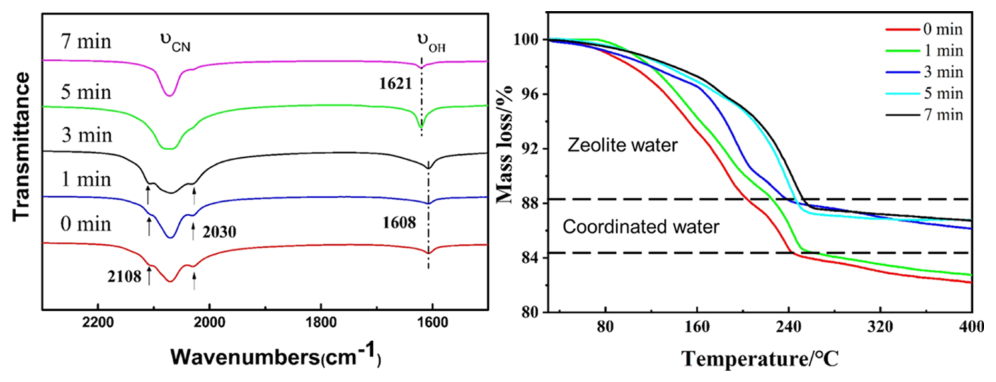 7 min
υCN
υOH
1621
5 min
3 min
1 min
1608
0 min
2030
2108
Transmittance
2200 2000 1800 1600
Wavenumbers(cm-1)
0 min
1 min
3 min
5 min
7 min
Zeolite water
Coordinated water
100
96
92
88
84
80
Mass loss/%
80 160 240 320 400
Temperature/°C